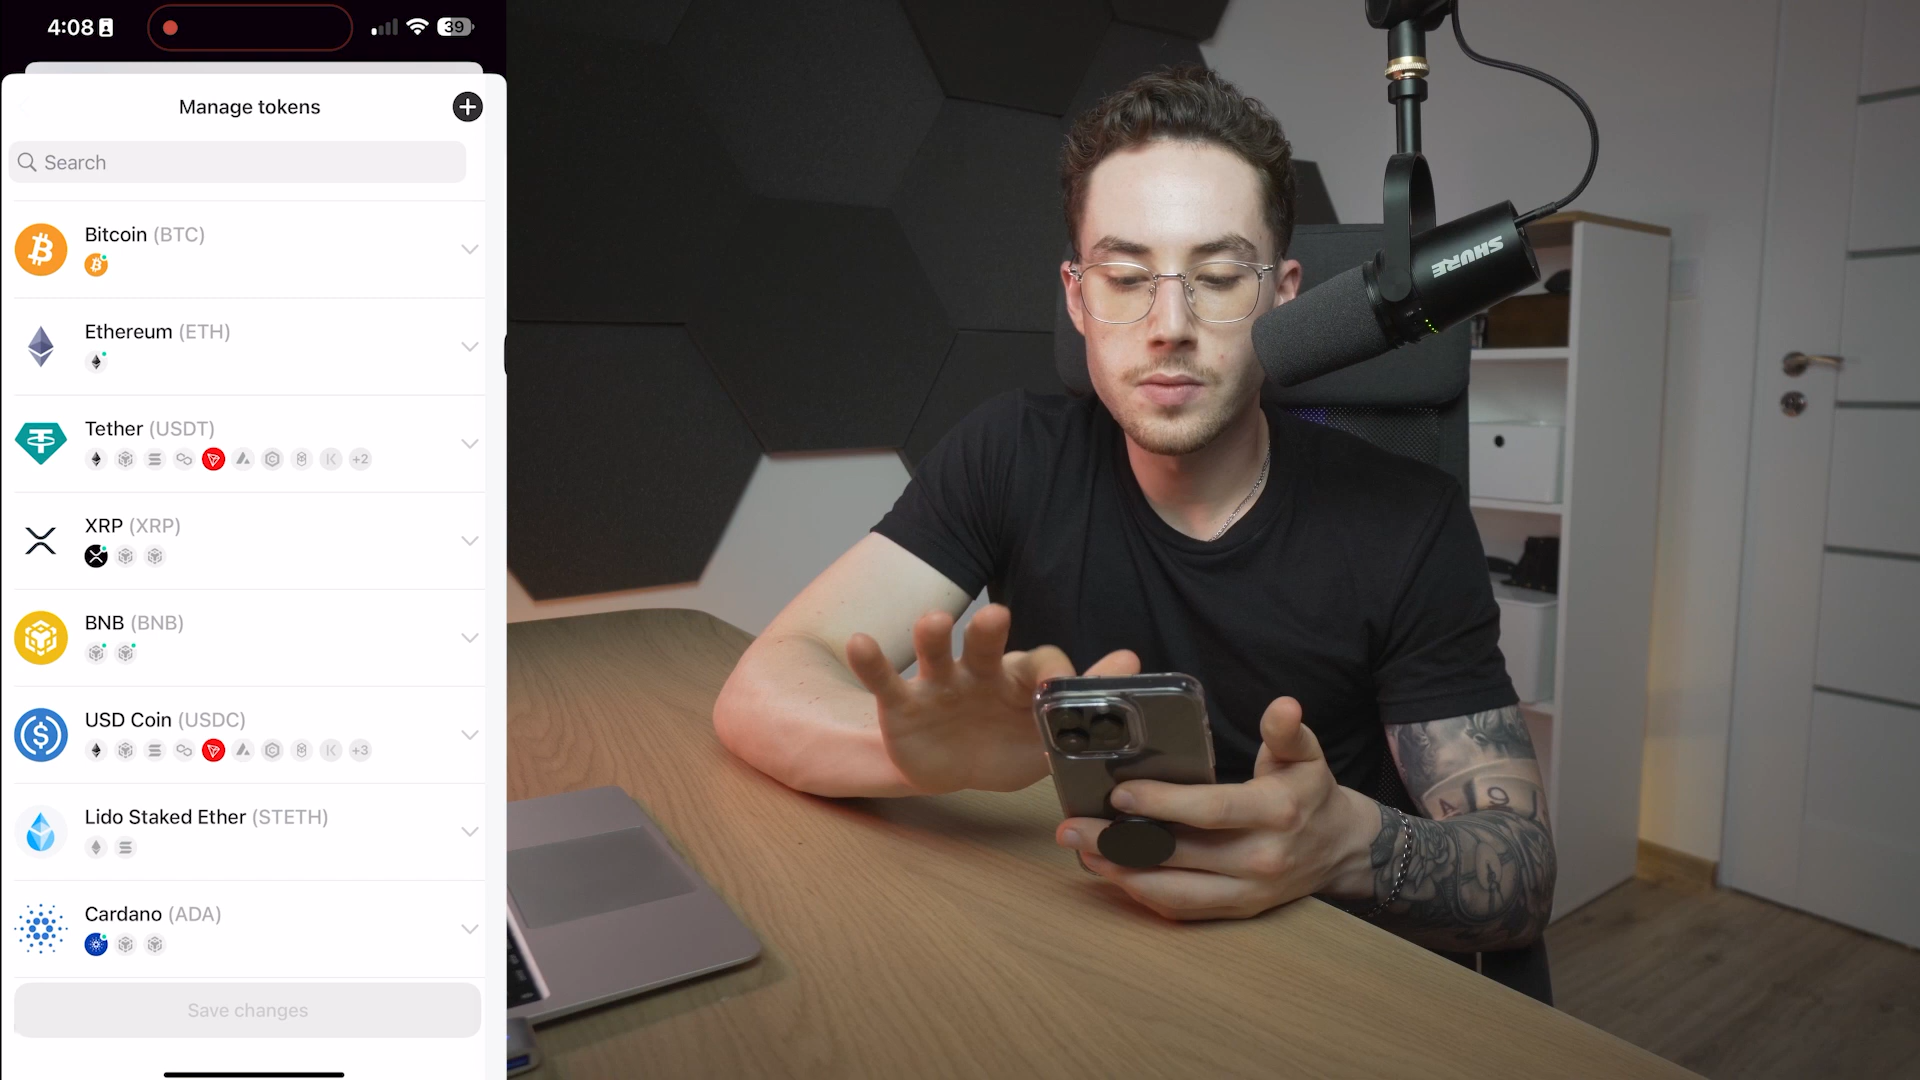 4:08
39
Manage tokens
Search
Bitcoin (BTC)
Ethereum (ETH)
Tether (USDT)
+2
XRP (XRP)
BNB (BNB)
USD Coin (USDC)
+3
Lido Staked Ether (STETH)
Cardano (ADA)
Save changes
SHURE